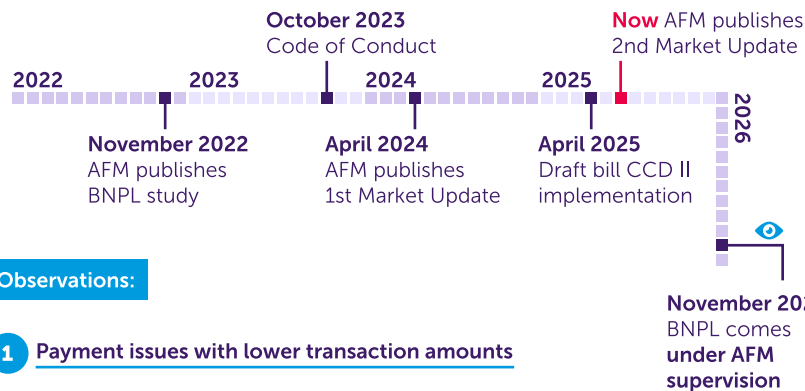 October 2023
Code of Conduct
Now AFM publishes
2nd Market Update
2022
2023
2024
2025
2026
November 2022
AFM publishes
BNPL study
April 2024
AFM publishes
1st Market Update
April 2025
Draft bill CCD II
implementation
Observations:
1 Payment issues with lower transaction amounts
November
BNPL comes
under AFM
supervision